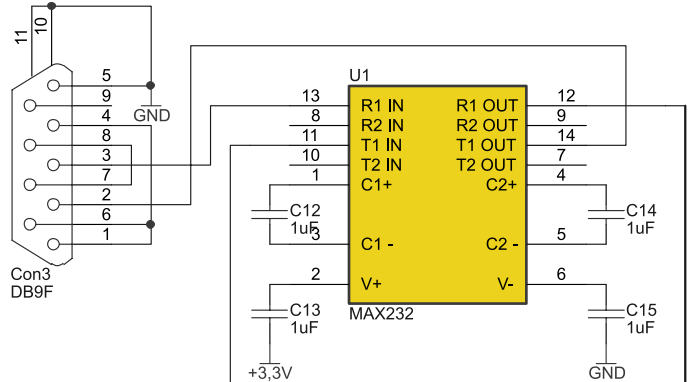 11
10
5
9
4
8
3
7
2
6
1
GND
Con3
DB9F
U1
13 R1 IN R1 OUT 12
8 R2 IN R2 OUT 9
11 T1 IN T1 OUT 14
10 T2 IN T2 OUT 7
1 C1+ C2+ 4
C12
1uF
C14
1uF
3 C1 - C2 - 5
2 V+ V- 6
C13
1uF
MAX232
C15
1uF
+3,3V
GND